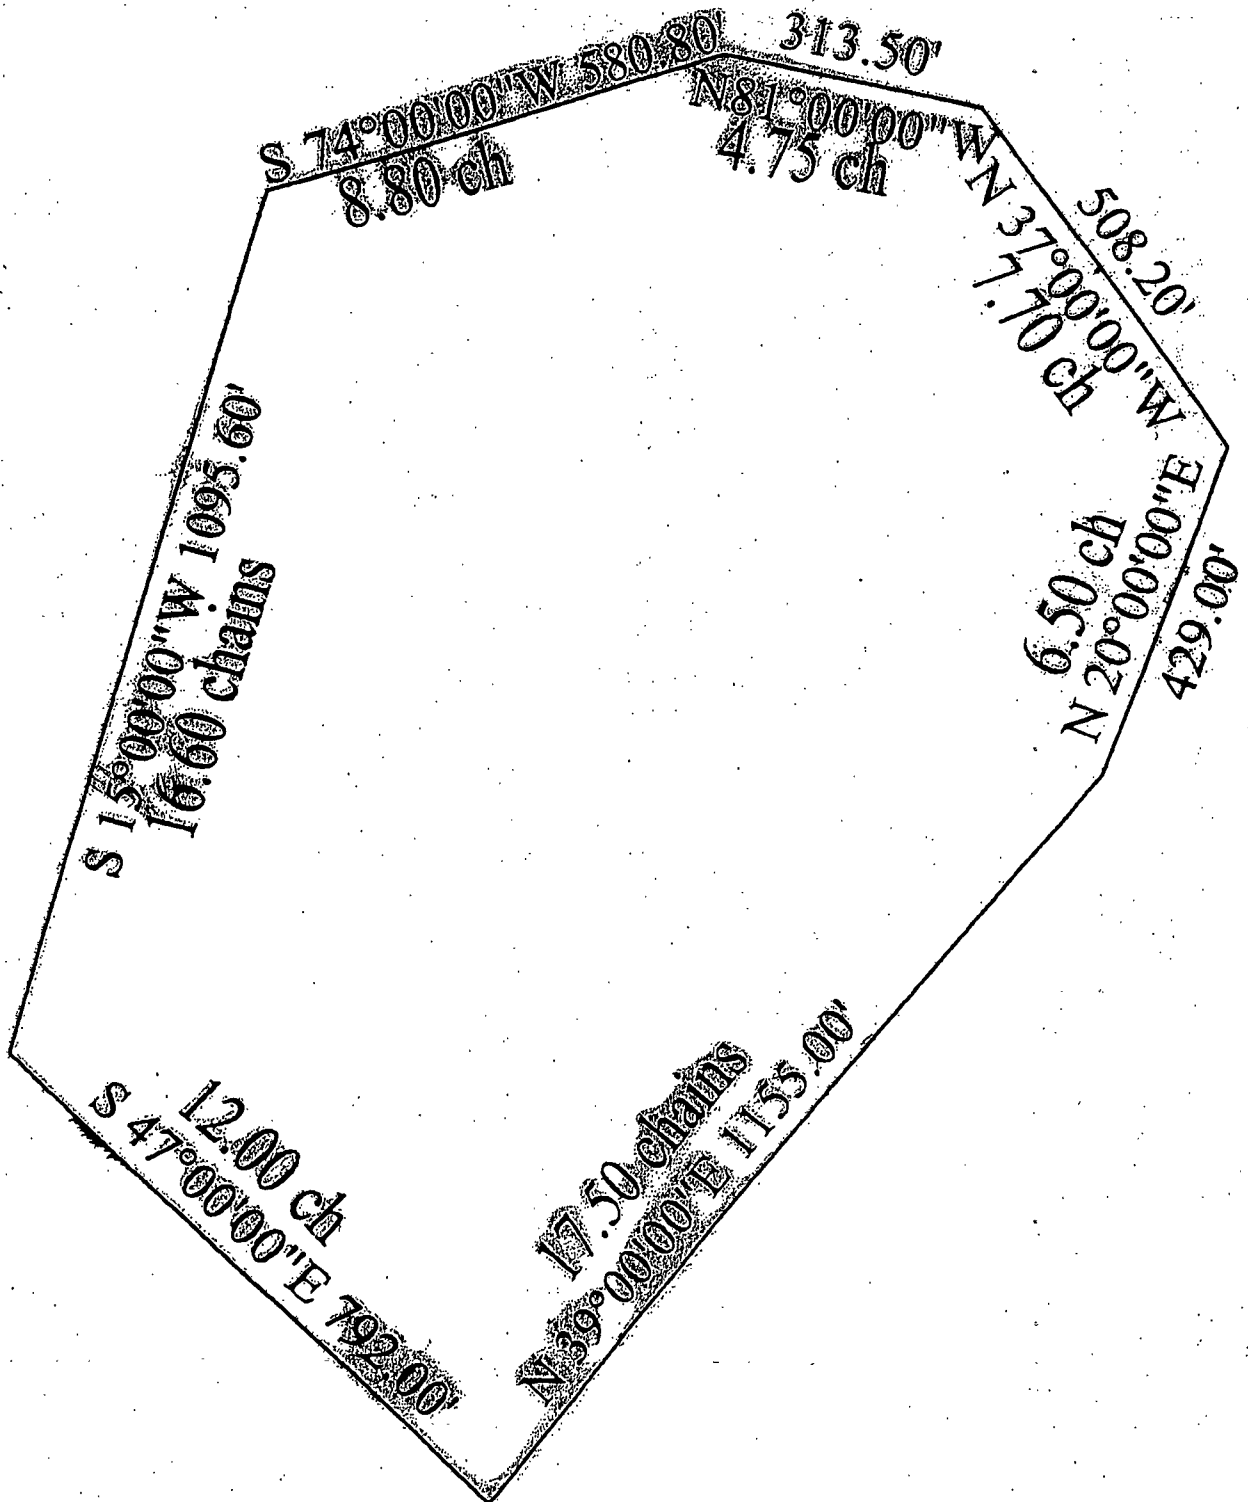 S 74°00'00"W 580.80'
8.80 ch
313.50'
N81°00'00"W
4.75 ch
508.20'
N 37°00'00"W
7.70 ch
N 20°00'00"E
6.50 ch
429.00'
S 15°00'00"W 1095.60'
16.60 chains
12.00 ch
S 47°00'00"E 792.00'
17.50 chains
N 39°00'00"E 1155.00'